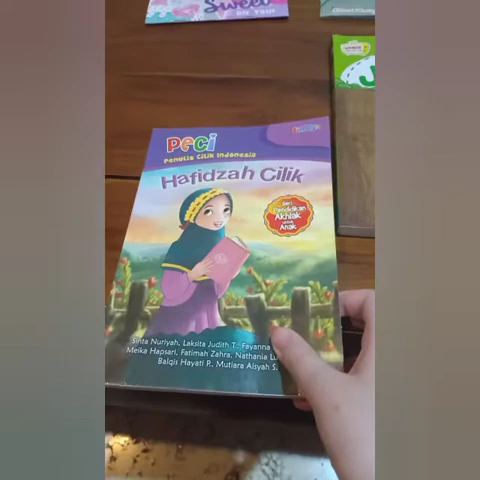 Sweet
Peci
Penulis Cilik Indonesia
Hafidzah Cilik
Seri
Pendidikan
Akhlak
untuk
Anak
Sinta Nuriyah, Laksita Judith T., Fayanna
Meika Hapsari, Fatimah Zahra, Nathania
Balqis Hayati P., Mutiara Aisyah S.